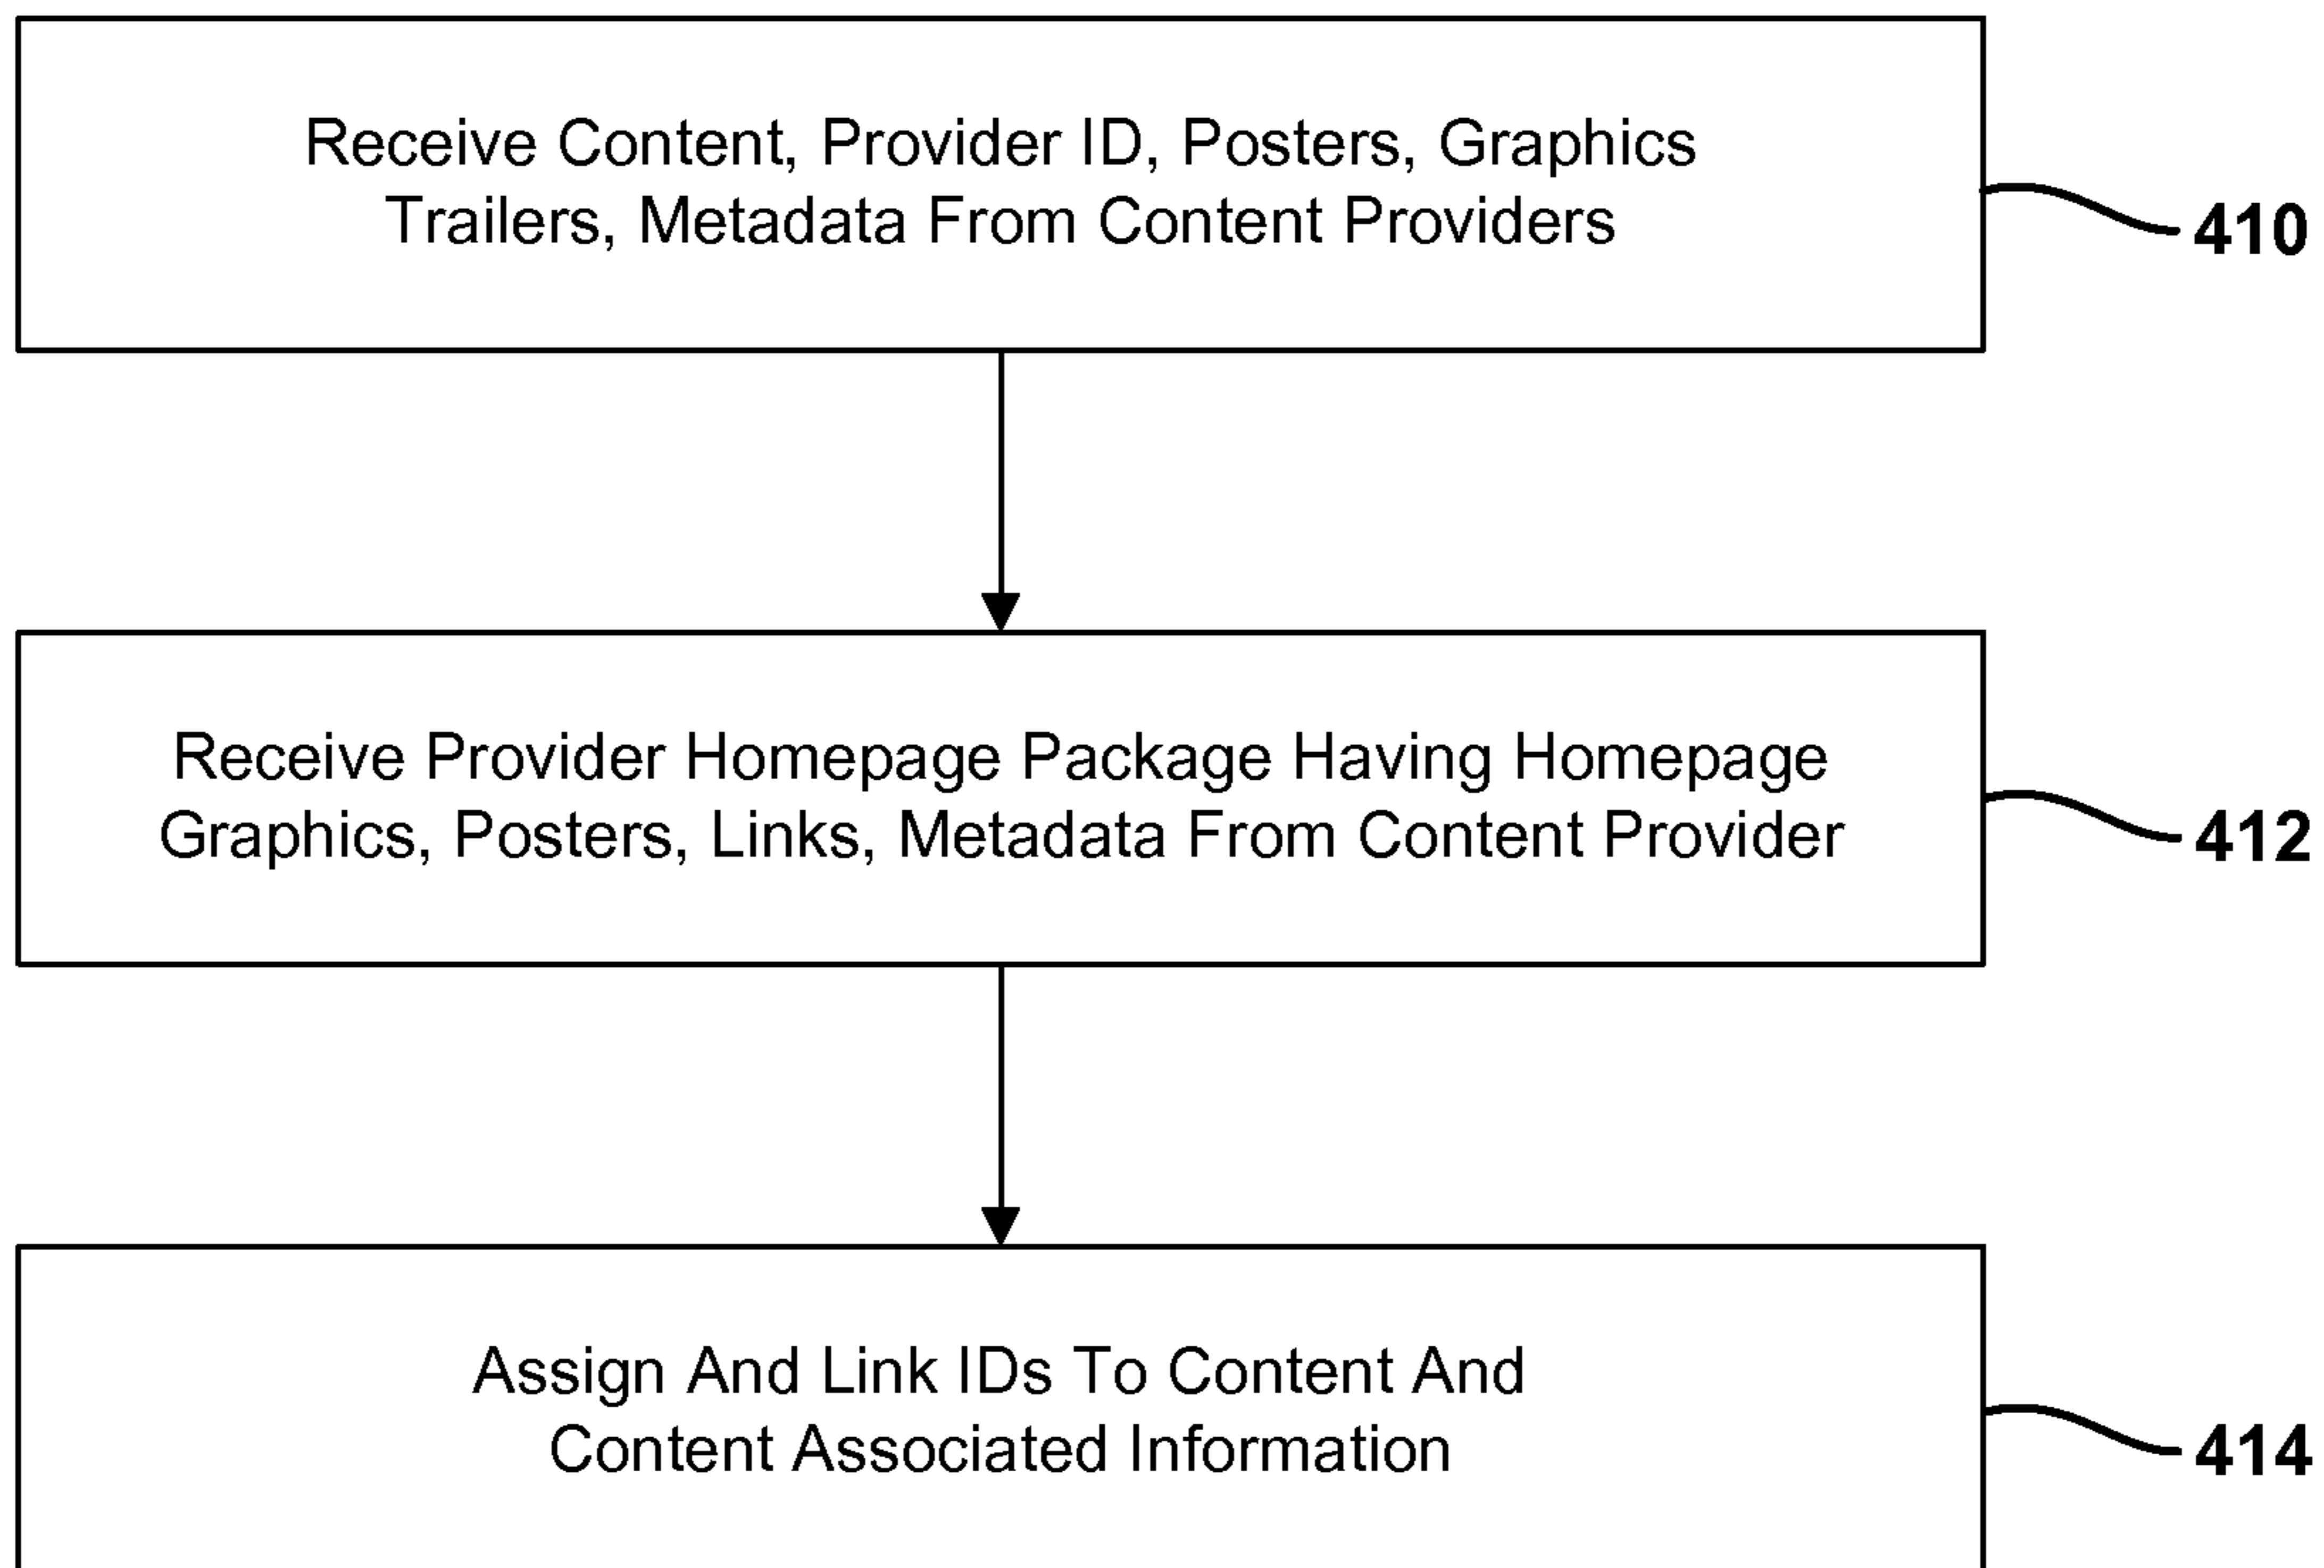 Receive Content, Provider ID, Posters, Graphics
Trailers, Metadata From Content Providers
410
Receive Provider Homepage Package Having Homepage
Graphics, Posters, Links, Metadata From Content Provider
412
Assign And Link IDs To Content And
Content Associated Information
414